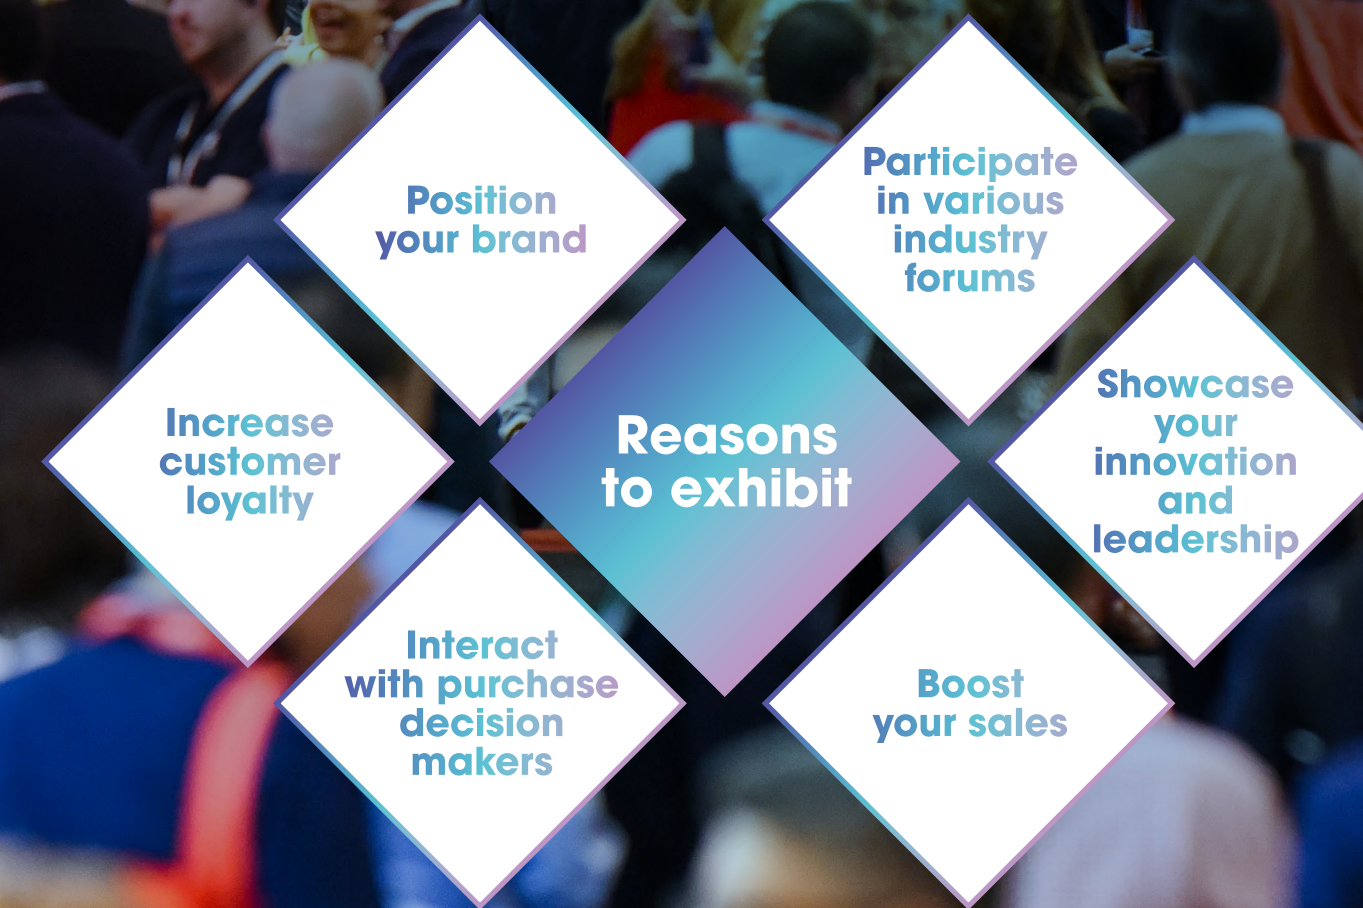 Position
your brand
Participate
in various
industry
forums
Increase
customer
loyalty
Reasons
to exhibit
Showcase
your
innovation
and
leadership
Interact
with purchase
decision
makers
Boost
your sales